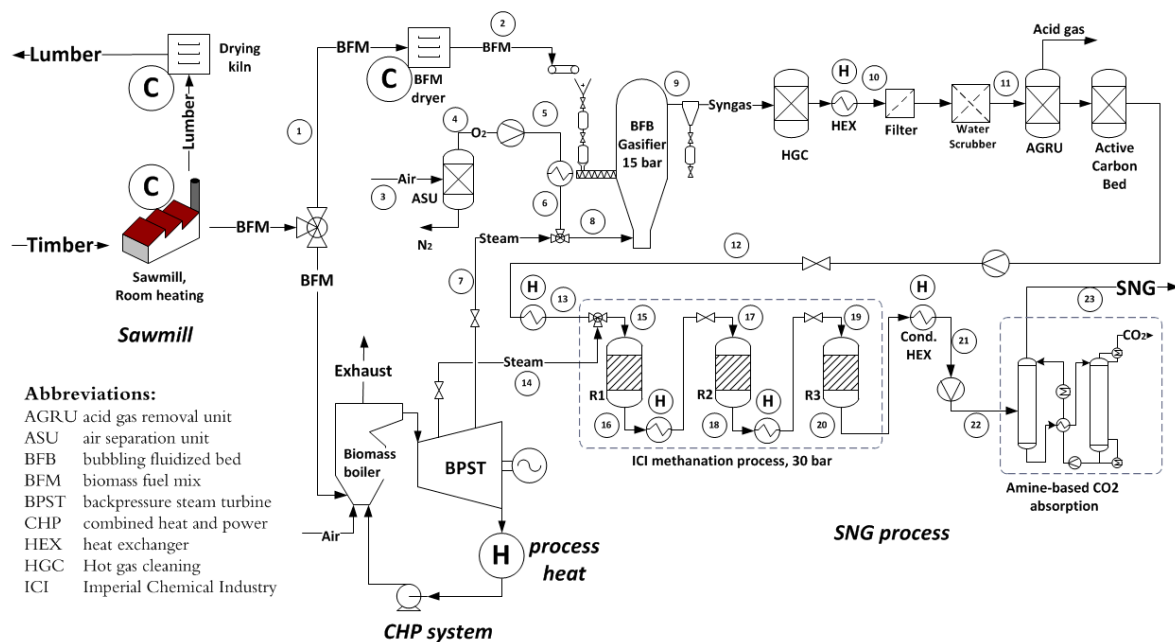 Lumber
Drying
kiln
C
Lumber
C
Timber
Sawmill,
Room heating
Sawmill
BFM
1
BFM
BFM
C
BFM
dryer
2
BFM
3
Air
ASU
N₂
4
O₂
5
6
Steam
7
8
BFB
Gasifier
15 bar
9
Syngas
HGC
H
HEX
10
Filter
Water
Scrubber
11
Acid gas
AGRU
Active
Carbon
Bed
12
H
13
Steam
14
15
R1
16
H
17
R2
18
H
19
R3
20
ICI methanation process, 30 bar
H
Cond.
HEX
21
22
SNG
23
CO2
Amine-based CO2
absorption
SNG process
Exhaust
Biomass
boiler
Air
BPST
H
process
heat
CHP system
Abbreviations:
AGRU acid gas removal unit
ASU air separation unit
BFB bubbling fluidized bed
BFM biomass fuel mix
BPST backpressure steam turbine
CHP combined heat and power
HEX heat exchanger
HGC Hot gas cleaning
ICI Imperial Chemical Industry